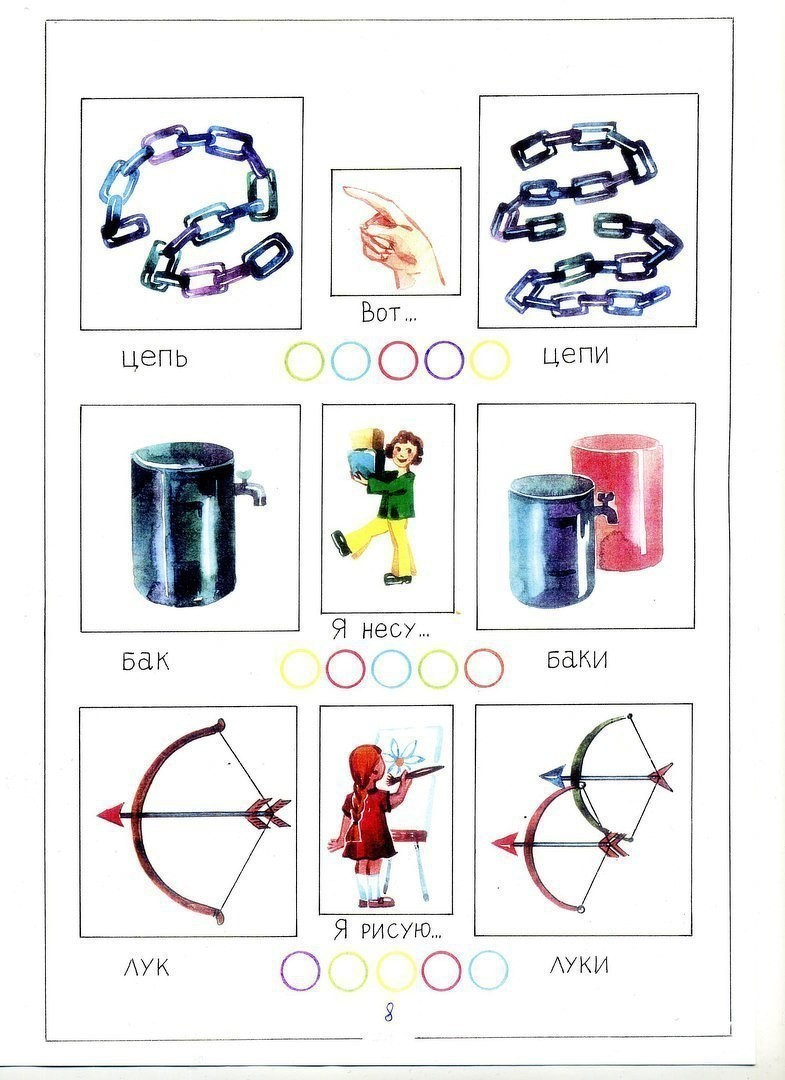 Вот...
цепь
цепи
Я несу...
бак
баки
Я рисую...
лук
луки
8